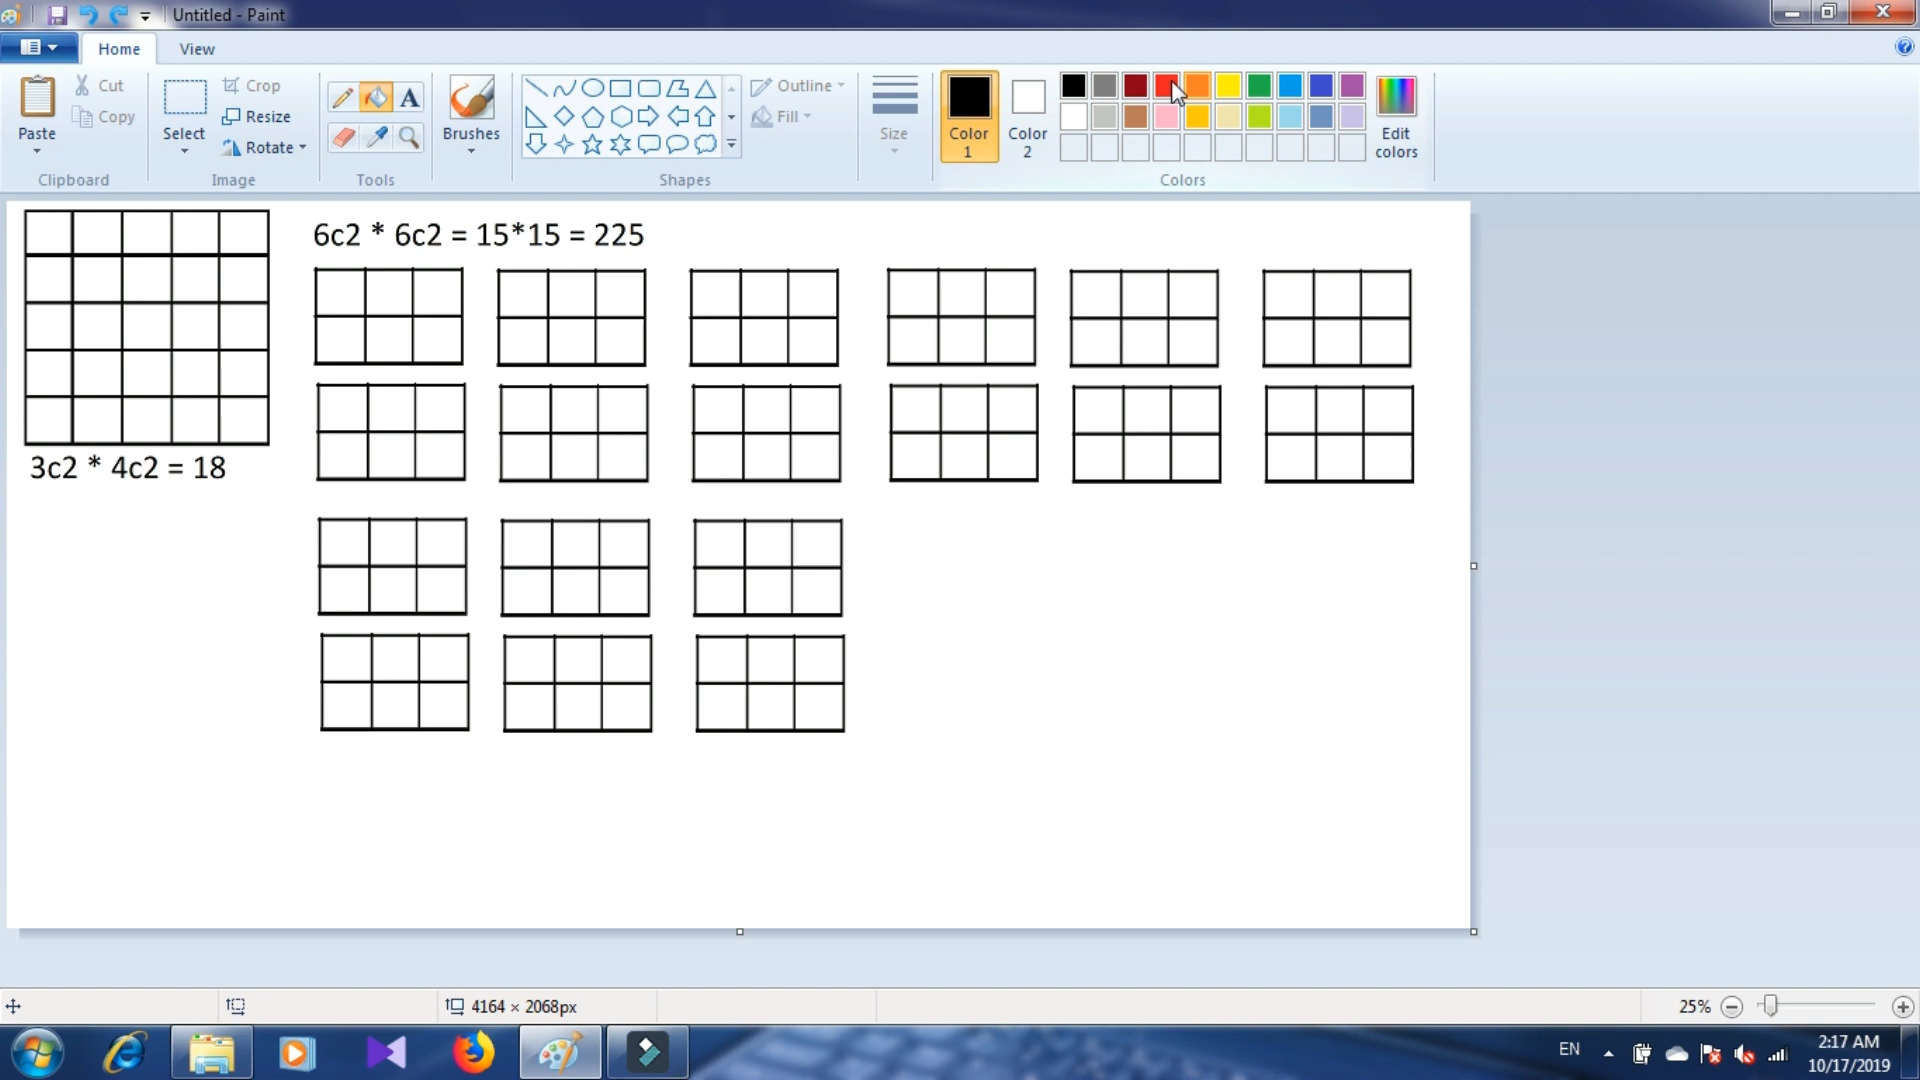 Untitled - Paint
Home View
Paste
Cut
Copy
Clipboard
Select
Crop
Resize
Rotate
Image
A
Tools
Brushes
Shapes
Outline
Fill
Size
Color 1
Color 2
Colors
Edit colors
6c2 * 6c2 = 15*15 = 225
3c2 * 4c2 = 18
4164 × 2068px
25%
EN
2:17 AM
10/17/2019